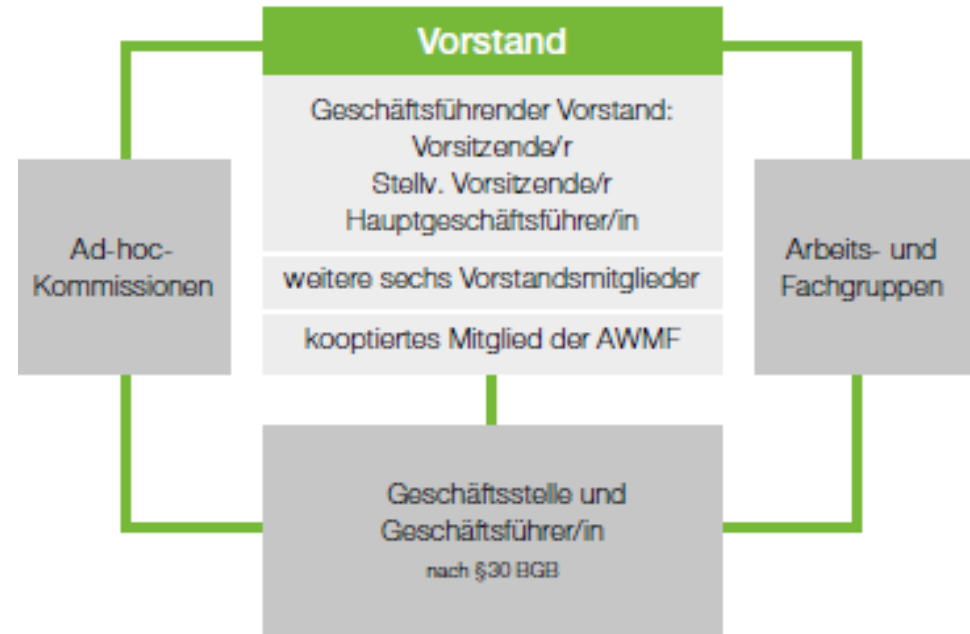 Vorstand
Geschäftsführender Vorstand:
Vorsitzende/r
Stellv. Vorsitzende/r
Hauptgeschäftsführer/in
weitere sechs Vorstandsmitglieder
kooptiertes Mitglied der AWMF
Ad-hoc-
Kommissionen
Arbeits- und
Fachgruppen
Geschäftsstelle und
Geschäftsführer/in
nach §30 BGB